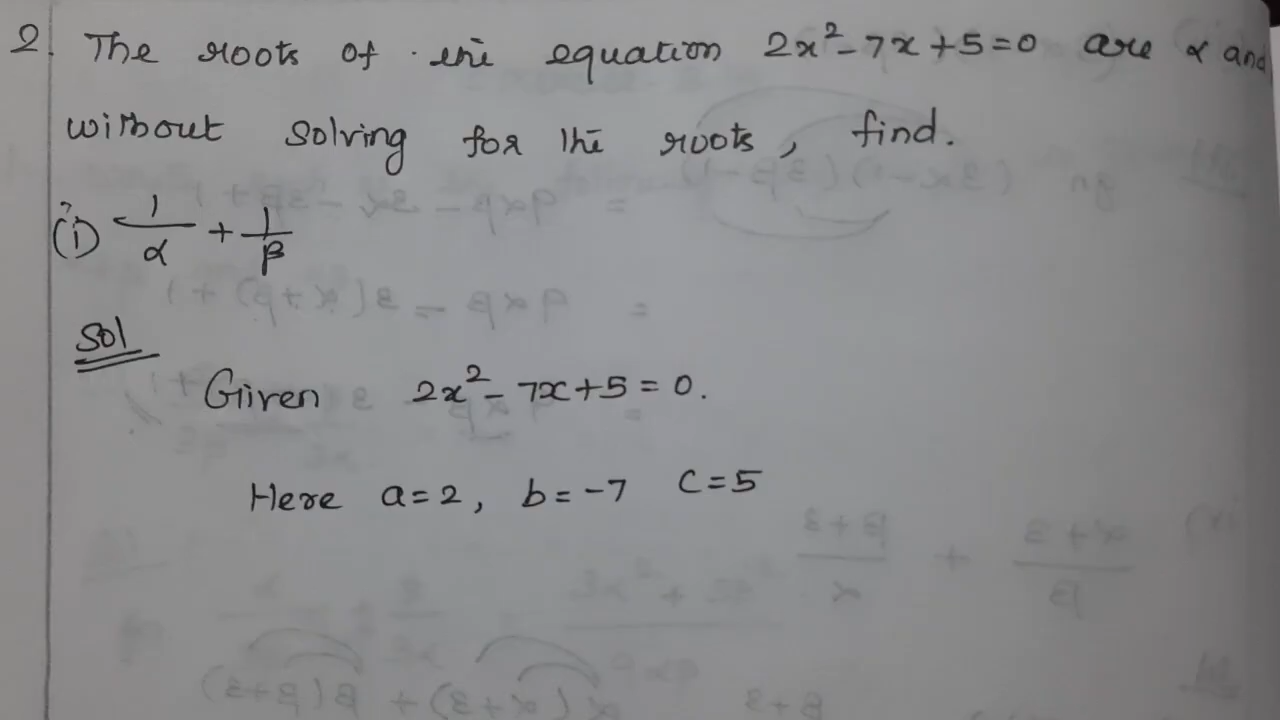 2. The roots of the equation 2x² - 7x + 5 = 0 are α and
without solving for the roots, find.
(i) 1/α + 1/β
Sol
Given 2x² - 7x + 5 = 0.
Here a = 2, b = -7 c = 5